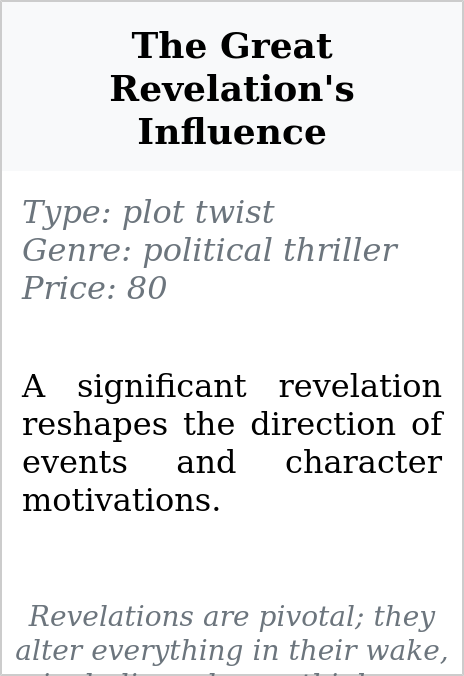 The Great
Revelation's
Influence
Type: plot twist
Genre: political thriller
Price: 80
A significant revelation
reshapes the direction of
events and character
motivations.
Revelations are pivotal; they
alter everything in their wake,